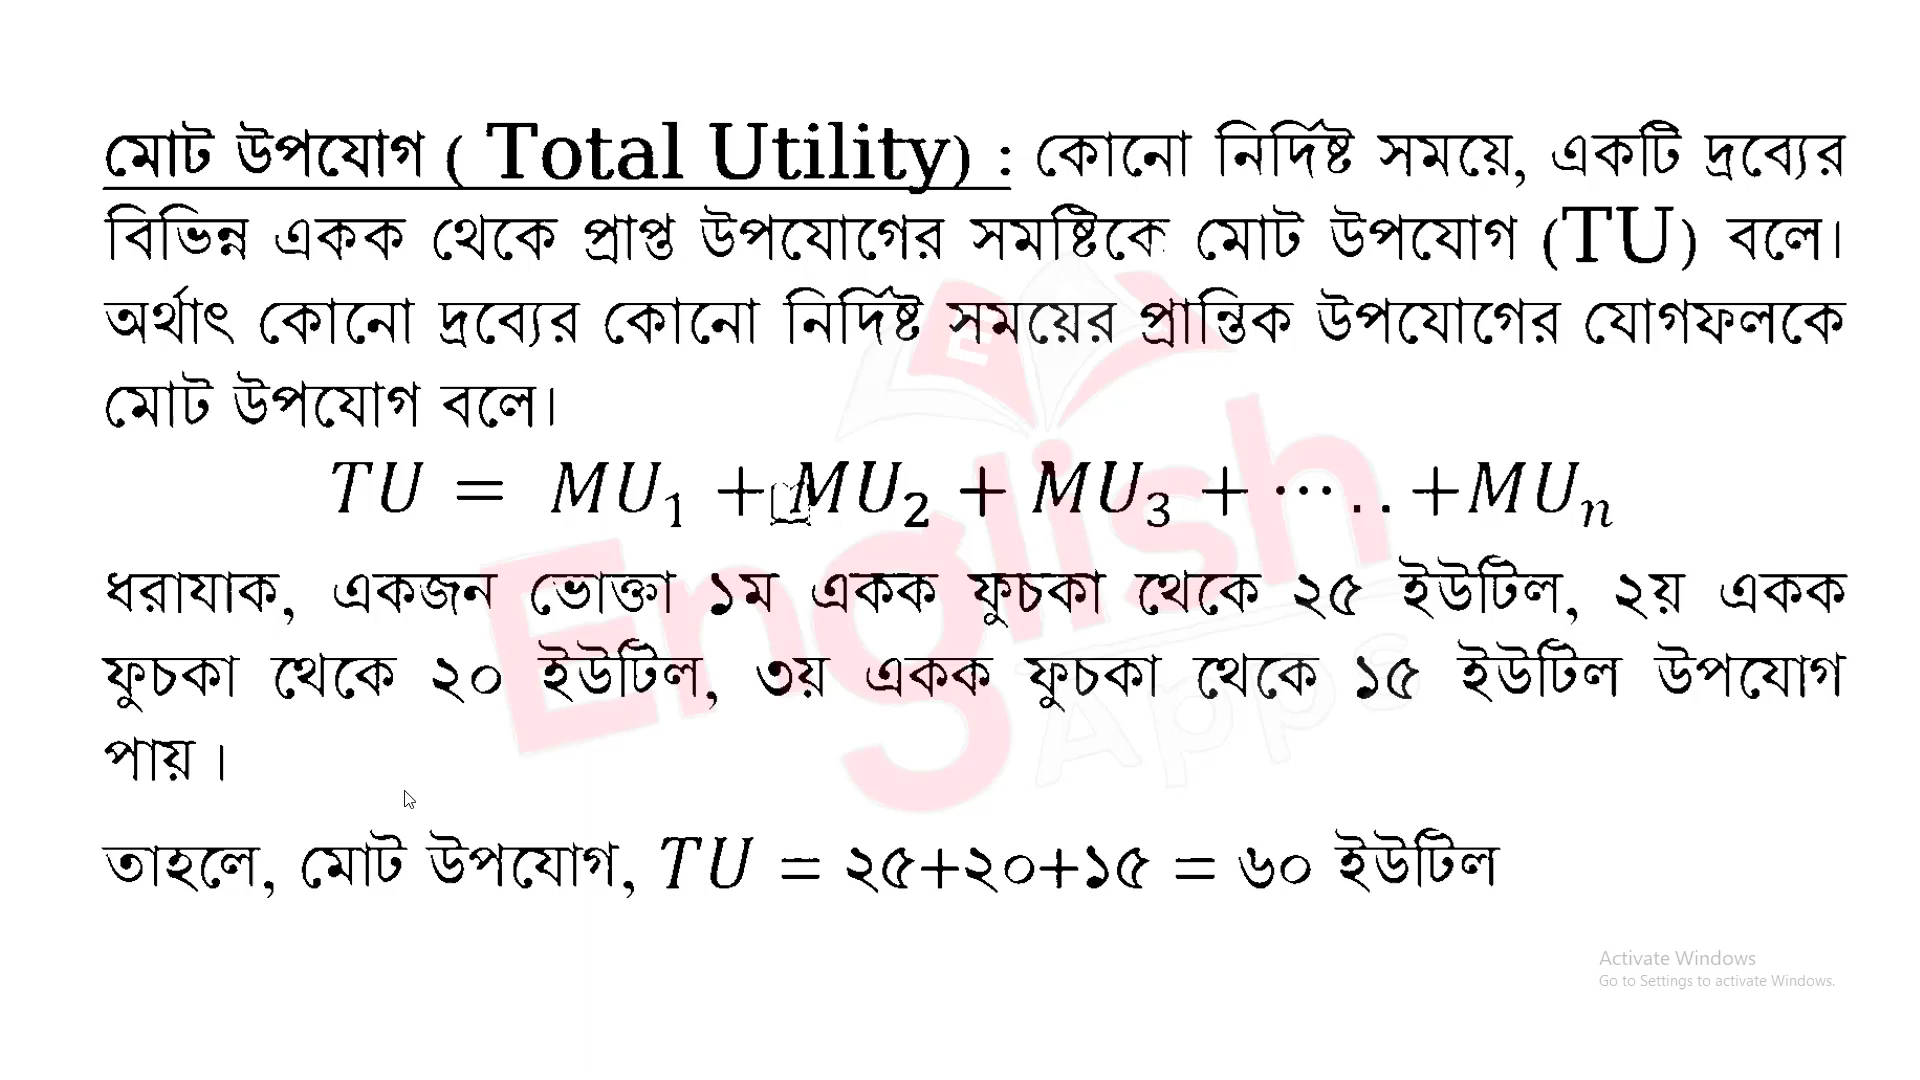 মোট উপযোগ ( Total Utility) : কোনো নির্দিষ্ট সময়ে, একটি দ্রব্যের
বিভিন্ন একক থেকে প্রাপ্ত উপযোগের সমষ্টিকে মোট উপযোগ (TU) বলে।
অর্থাৎ কোনো দ্রব্যের কোনো নির্দিষ্ট সময়ের প্রান্তিক উপযোগের যোগফলকে
মোট উপযোগ বলে।
TU = MU₁ + MU₂ + MU₃ + ⋯ . . +MUₙ
ধরাযাক, একজন ভোক্তা ১ম একক ফুচকা থেকে ২৫ ইউটিল, ২য় একক
ফুচকা থেকে ২০ ইউটিল, ৩য় একক ফুচকা থেকে ১৫ ইউটিল উপযোগ
পায়।
তাহলে, মোট উপযোগ, TU = ২৫+২০+১৫ = ৬০ ইউটিল
E
English
Apps
Activate Windows
Go to Settings to activate Windows.